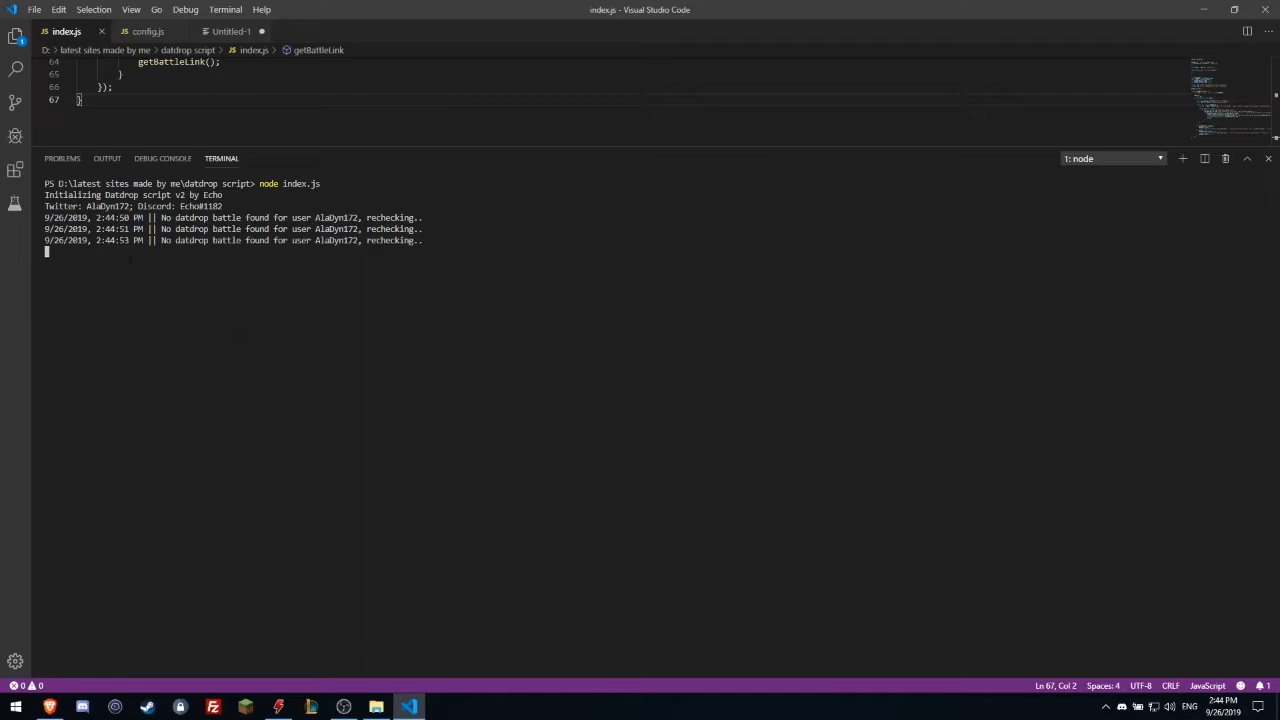 File Edit Selection View Go Debug Terminal Help
index.js - Visual Studio Code
JS index.js × JS config.js Untitled-1
D: > latest sites made by me > datdrop script > JS index.js > getBattleLink
64 getBattleLink();
65 }
66 });
67 }
PROBLEMS OUTPUT DEBUG CONSOLE TERMINAL
1: node
PS D:\latest sites made by me\datdrop script> node index.js
Initializing Datdrop script v2 by Echo
Twitter: AlaDyn172; Discord: Echo#1182
9/26/2019, 2:44:50 PM || No datdrop battle found for user AlaDyn172, rechecking..
9/26/2019, 2:44:51 PM || No datdrop battle found for user AlaDyn172, rechecking..
9/26/2019, 2:44:53 PM || No datdrop battle found for user AlaDyn172, rechecking..
0 0
Ln 67, Col 2 Spaces: 4 UTF-8 CRLF JavaScript 1
ENG
2:44 PM
9/26/2019